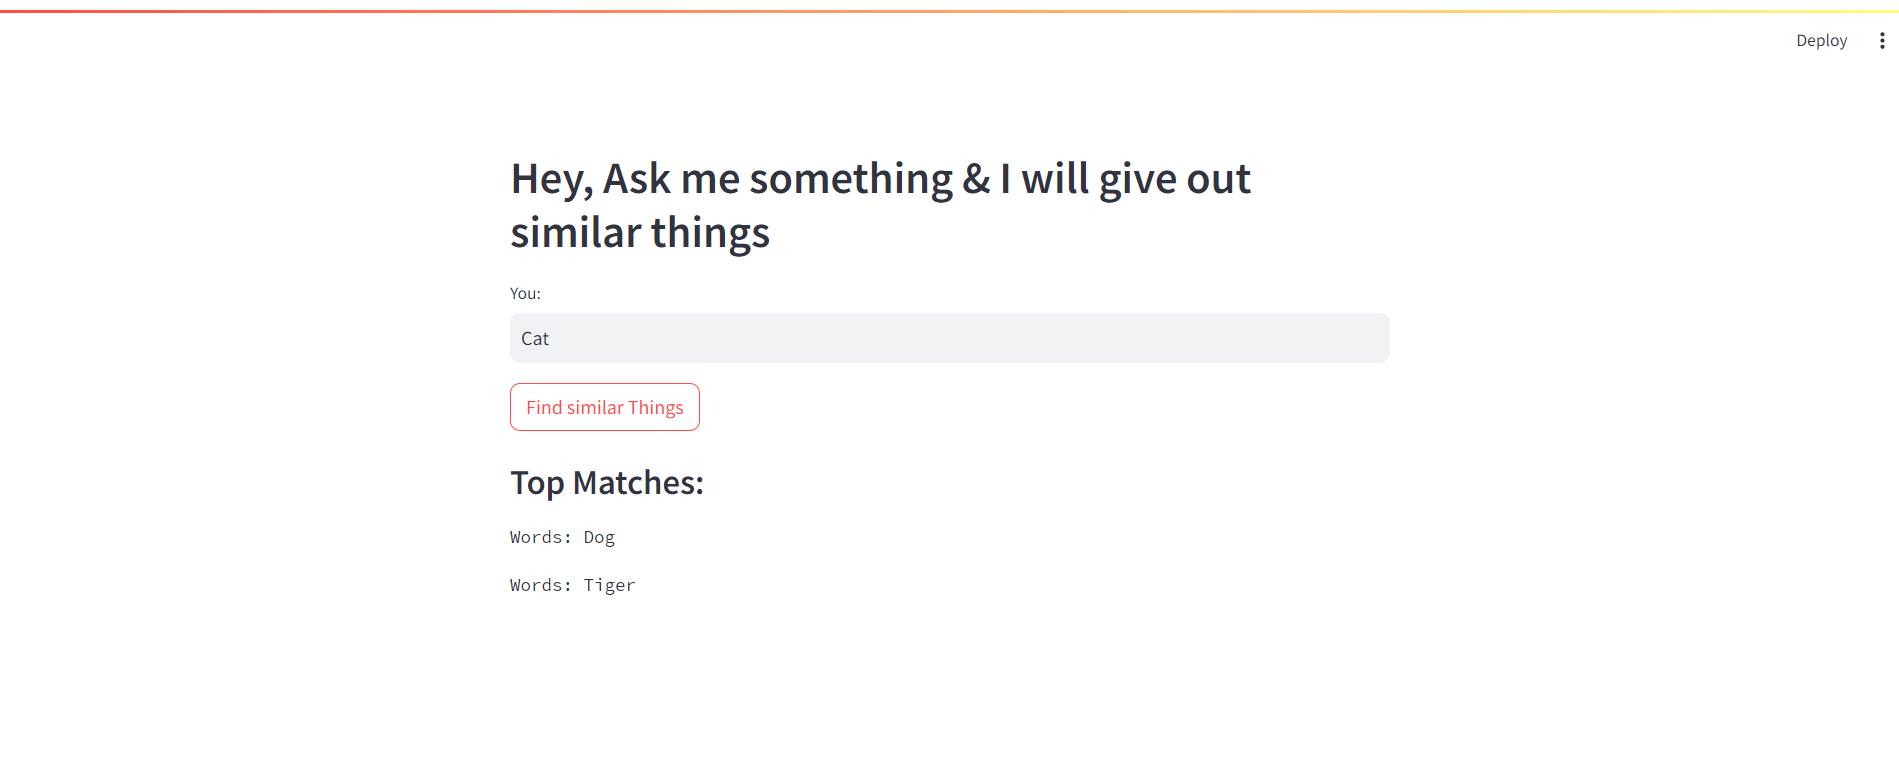 Deploy
Hey, Ask me something & I will give out
similar things
You:
Cat
Find similar Things
Top Matches:
Words: Dog
Words: Tiger